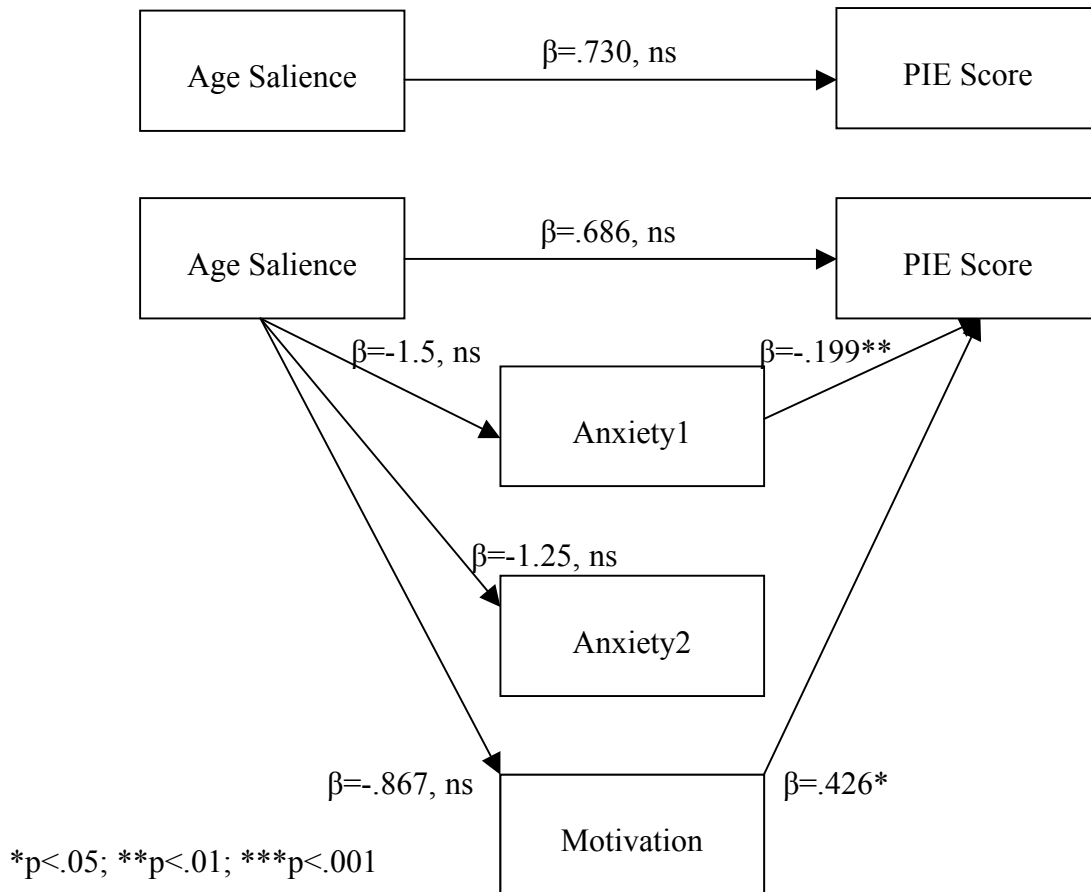 β=.730, ns
Age Salience
PIE Score
β=.686, ns
Age Salience
PIE Score
β=-1.5, ns
β=-.199**
Anxiety1
β=-1.25, ns
Anxiety2
β=-.867, ns
β=.426*
Motivation
*p<.05; **p<.01; ***p<.001